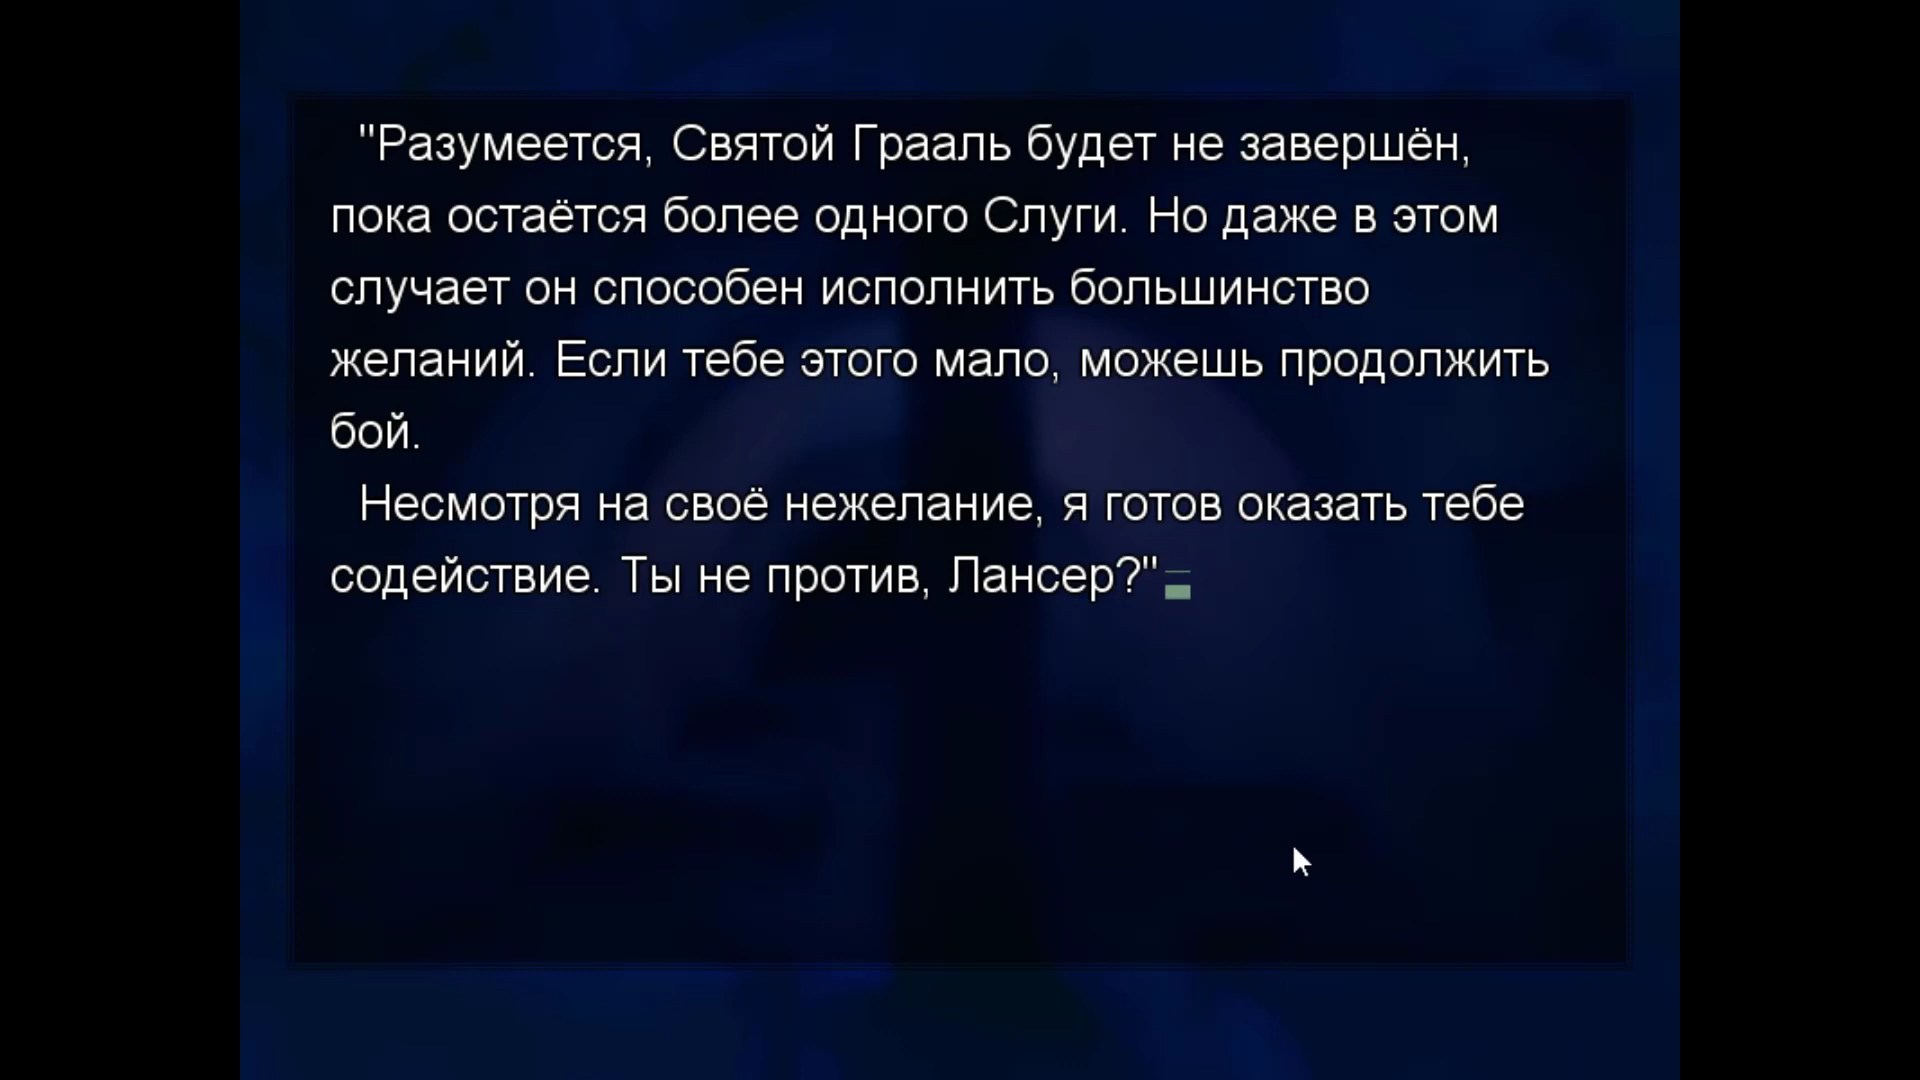 "Разумеется, Святой Грааль будет не завершён,
пока остаётся более одного Слуги. Но даже в этом
случает он способен исполнить большинство
желаний. Если тебе этого мало, можешь продолжить
бой.
Несмотря на своё нежелание, я готов оказать тебе
содействие. Ты не против, Лансер?"